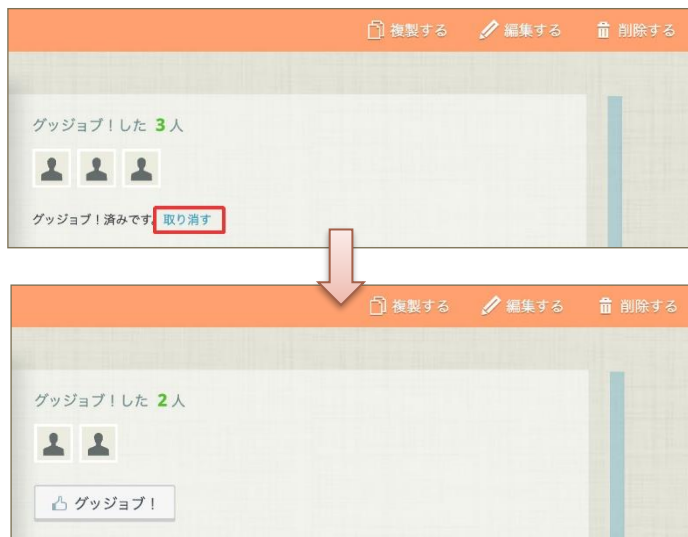 複製する 編集する 削除する
グッジョブ！した 3 人
グッジョブ！済みです。取り消す
複製する 編集する 削除する
グッジョブ！した 2 人
グッジョブ！